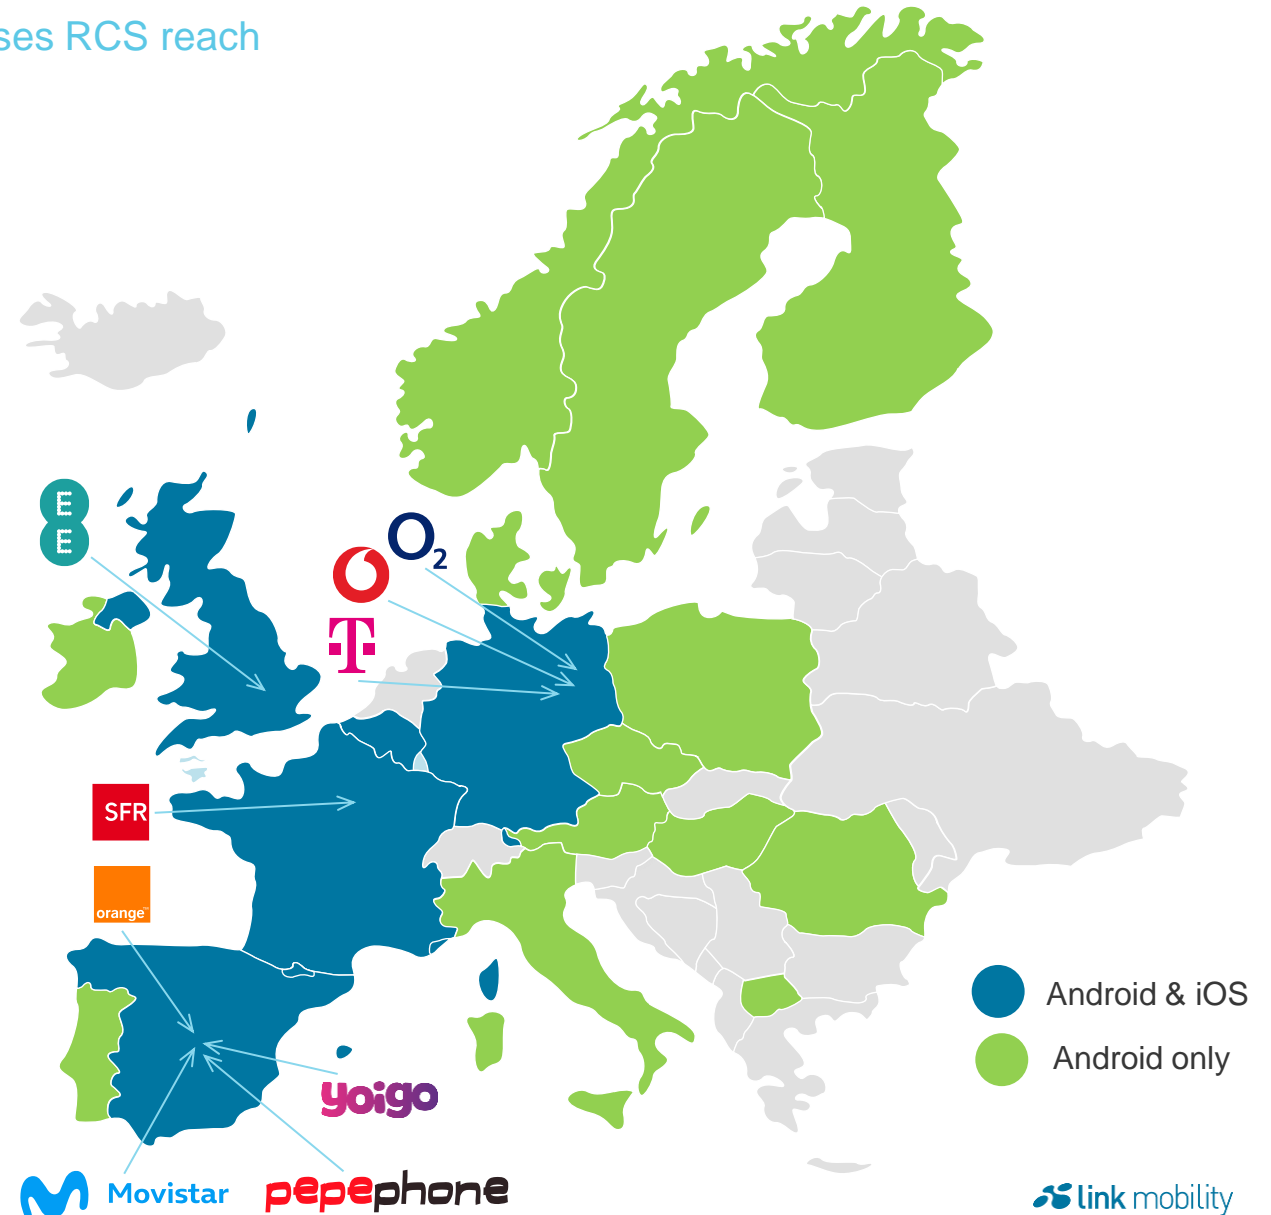 ses RCS reach
E
E
O2
T
SFR
orange
Android & iOS
Android only
yoigo
Movistar
pepephone
link mobility